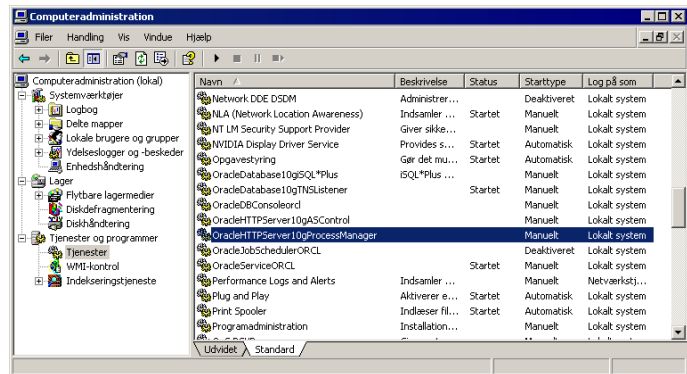 Computeradministration
Filer Handling Vis Vindue Hjælp
Computeradministration (lokal)
Systemværktøjer
Logbog
Delte mapper
Lokale brugere og grupper
Ydelseslogger og -beskeder
Enhedshåndtering
Lager
Flytbare lagermedier
Diskdefragmentering
Diskhåndtering
Tjenester og programmer
Tjenester
WMI-kontrol
Indekseringstjeneste
Navn Beskrivelse Status Starttype Log på som
Network DDE DSDM Administrer... Deaktiveret Lokalt system
NLA (Network Location Awareness) Indsamler ... Startet Manuelt Lokalt system
NT LM Security Support Provider Giver sikke... Manuelt Lokalt system
NVIDIA Display Driver Service Provides s... Startet Automatisk Lokalt system
Opgavestyring Gør det mu... Startet Automatisk Lokalt system
OracleDatabase10giSQL*Plus iSQL*Plus ... Manuelt Lokalt system
OracleDatabase10gTNSListener Startet Manuelt Lokalt system
OracleDBConsoleorcl Manuelt Lokalt system
OracleHTTPServer10gASControl Manuelt Lokalt system
OracleHTTPServer10gProcessManager Manuelt Lokalt system
OracleJobSchedulerORCL Deaktiveret Lokalt system
OracleServiceORCL Startet Manuelt Lokalt system
Performance Logs and Alerts Indsamler ... Manuelt Netværkstj...
Plug and Play Aktiverer e... Startet Automatisk Lokalt system
Print Spooler Indlæser fil... Startet Automatisk Lokalt system
Programadministration Installation... Manuelt Lokalt system
Udvidet Standard